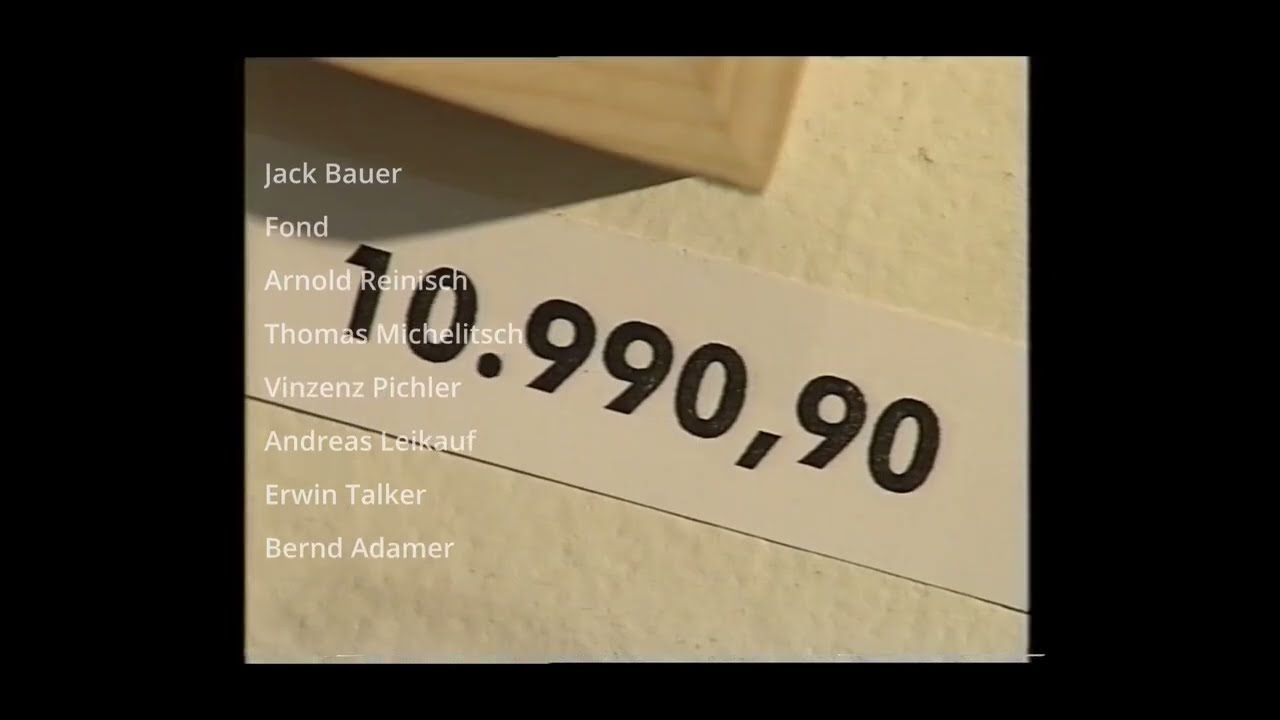 Jack Bauer
Fond
Arnold Reinisch
Thomas Michelitsch
Vinzenz Pichler
Andreas Leikauf
Erwin Talker
Bernd Adamer
10.990,90